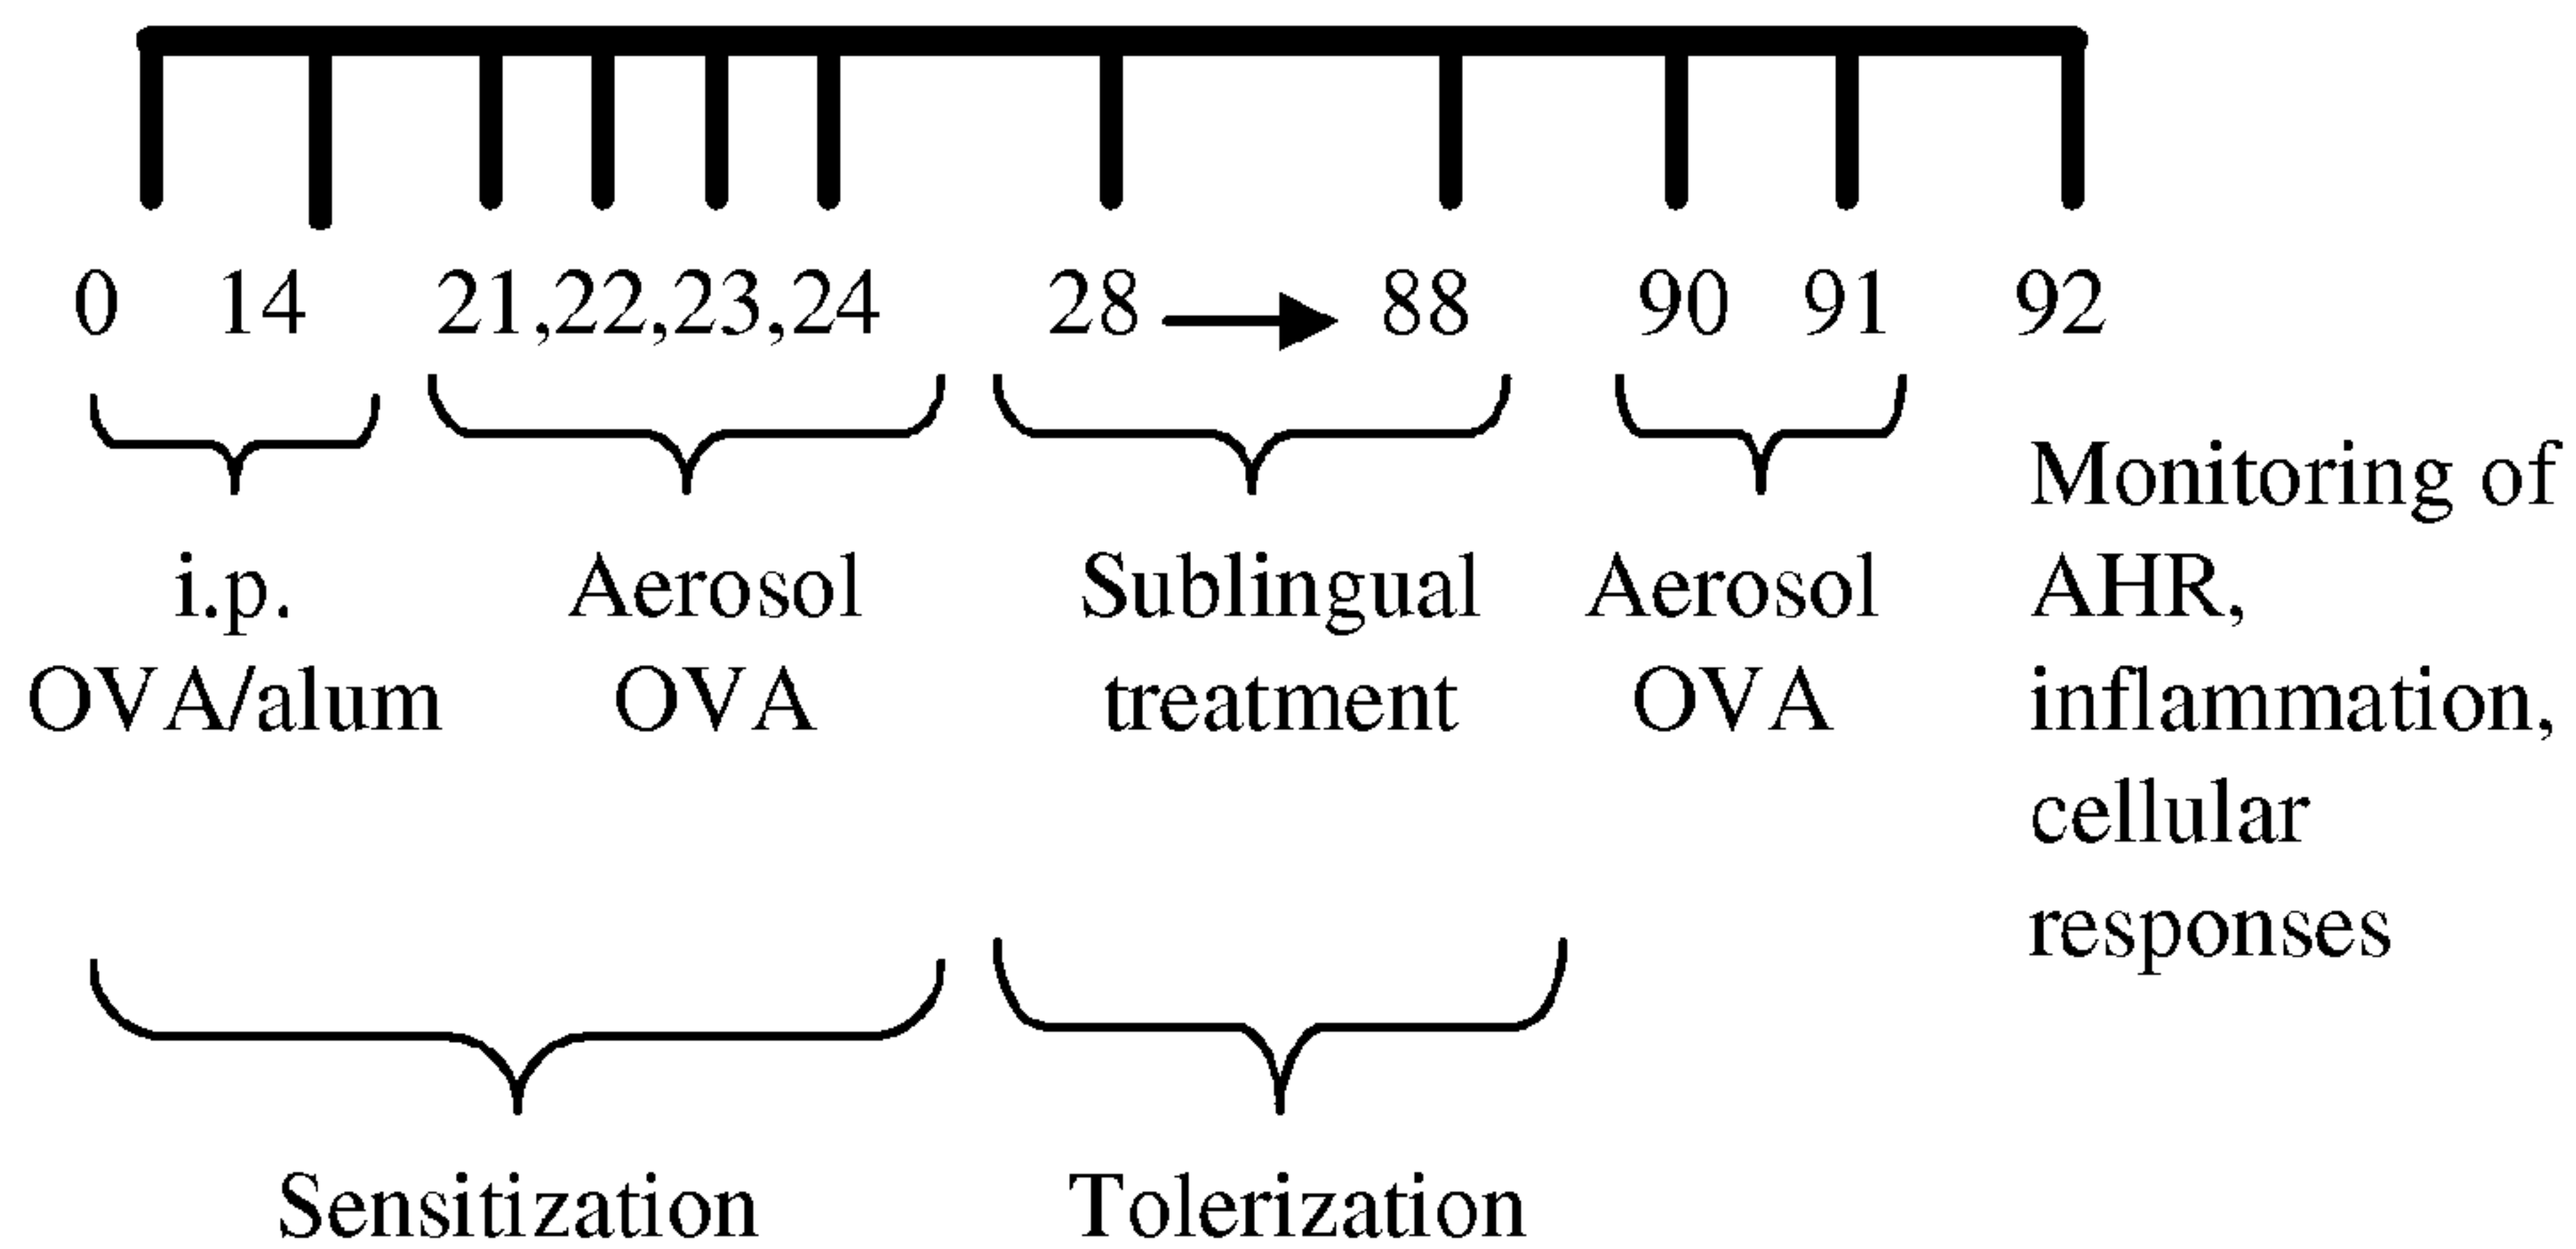 0 14 21,22,23,24 28 88 90 91 92
i.p.
OVA/alum
Aerosol
OVA
Sublingual
treatment
Aerosol
OVA
Monitoring of
AHR,
inflammation,
cellular
responses
Sensitization
Tolerization